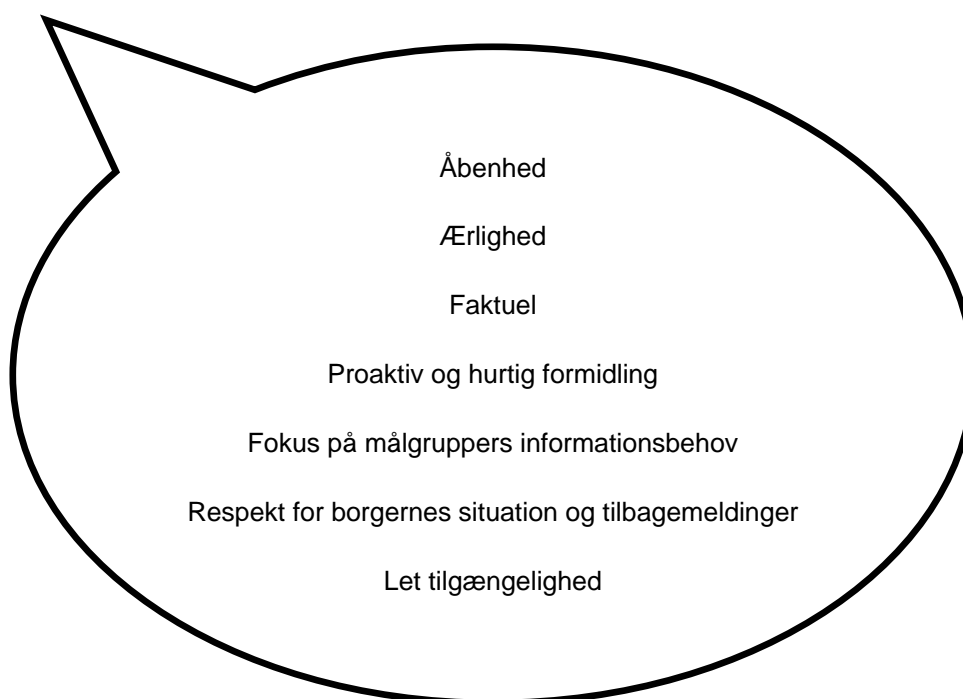 Åbenhed
Ærlighed
Faktuel
Proaktiv og hurtig formidling
Fokus på målgruppers informationsbehov
Respekt for borgernes situation og tilbagemeldinger
Let tilgængelighed